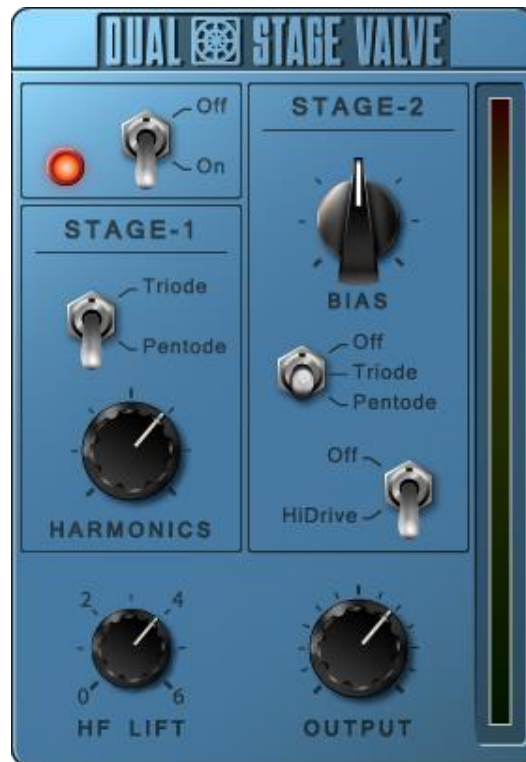 DUAL STAGE VALVE
Off
On
STAGE-1
Triode
Pentode
HARMONICS
STAGE-2
BIAS
Off
Triode
Pentode
Off
HiDrive
2 4
0 6
HF LIFT
OUTPUT